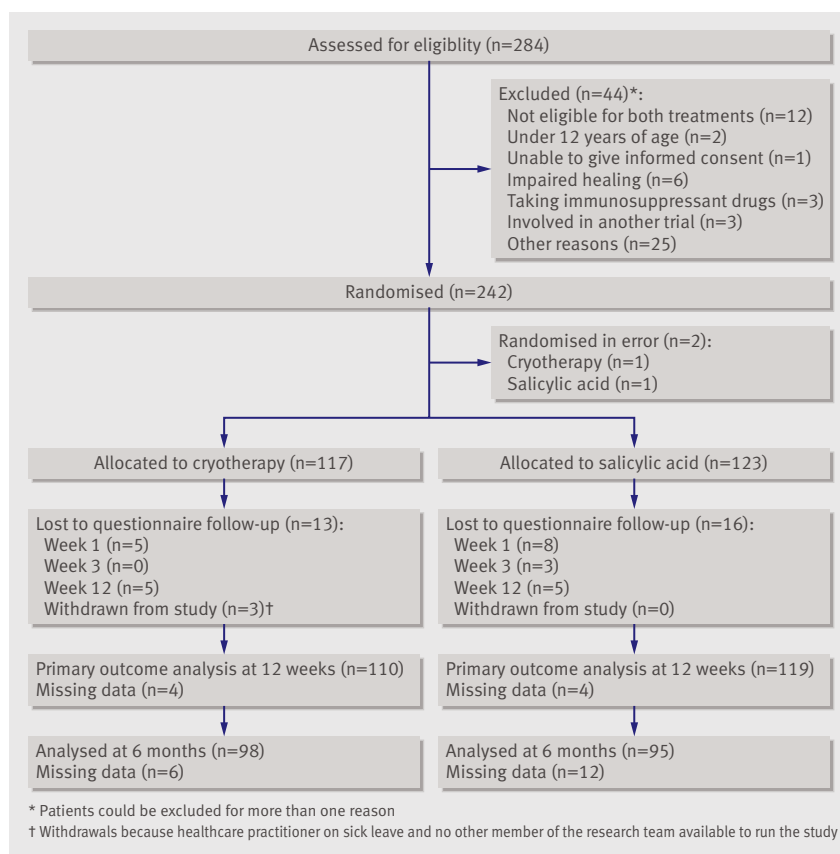 Assessed for eligiblity (n=284)
Excluded (n=44)*:
Not eligible for both treatments (n=12)
Under 12 years of age (n=2)
Unable to give informed consent (n=1)
Impaired healing (n=6)
Taking immunosuppressant drugs (n=3)
Involved in another trial (n=3)
Other reasons (n=25)
Randomised (n=242)
Randomised in error (n=2):
Cryotherapy (n=1)
Salicylic acid (n=1)
Allocated to cryotherapy (n=117)
Allocated to salicylic acid (n=123)
Lost to questionnaire follow-up (n=13):
Week 1 (n=5)
Week 3 (n=0)
Week 12 (n=5)
Withdrawn from study (n=3)†
Lost to questionnaire follow-up (n=16):
Week 1 (n=8)
Week 3 (n=3)
Week 12 (n=5)
Withdrawn from study (n=0)
Primary outcome analysis at 12 weeks (n=110)
Missing data (n=4)
Primary outcome analysis at 12 weeks (n=119)
Missing data (n=4)
Analysed at 6 months (n=98)
Missing data (n=6)
Analysed at 6 months (n=95)
Missing data (n=12)
* Patients could be excluded for more than one reason
† Withdrawals because healthcare practitioner on sick leave and no other member of the research team available to run the study